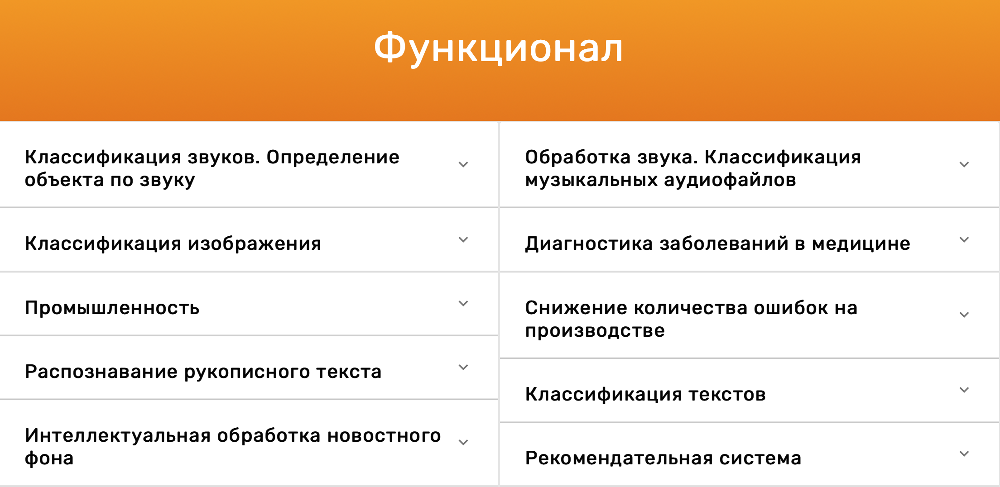 Функционал
Классификация звуков. Определение
объекта по звуку
Обработка звука. Классификация
музыкальных аудиофайлов
Классификация изображения
Диагностика заболеваний в медицине
Промышленность
Снижение количества ошибок на
производстве
Распознавание рукописного текста
Классификация текстов
Интеллектуальная обработка новостного
фона
Рекомендательная система